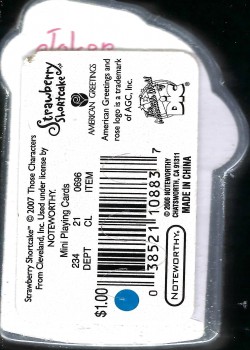 Strawberry Shortcake™ © 2007 Those Characters
From Cleveland, Inc. Used under license by
NOTEWORTHY
Mini Playing Cards
234 21 0696
DEPT CL ITEM
$1.00
Strawberry
Shortcake
AMERICAN GREETINGS
American Greetings and
rose logo is a trademark
of AGC, Inc.
0 38521 10883 7
NOTEWORTHY®
© 2008 NOTEWORTHY
CHATSWORTH, CA 91311
MADE IN CHINA